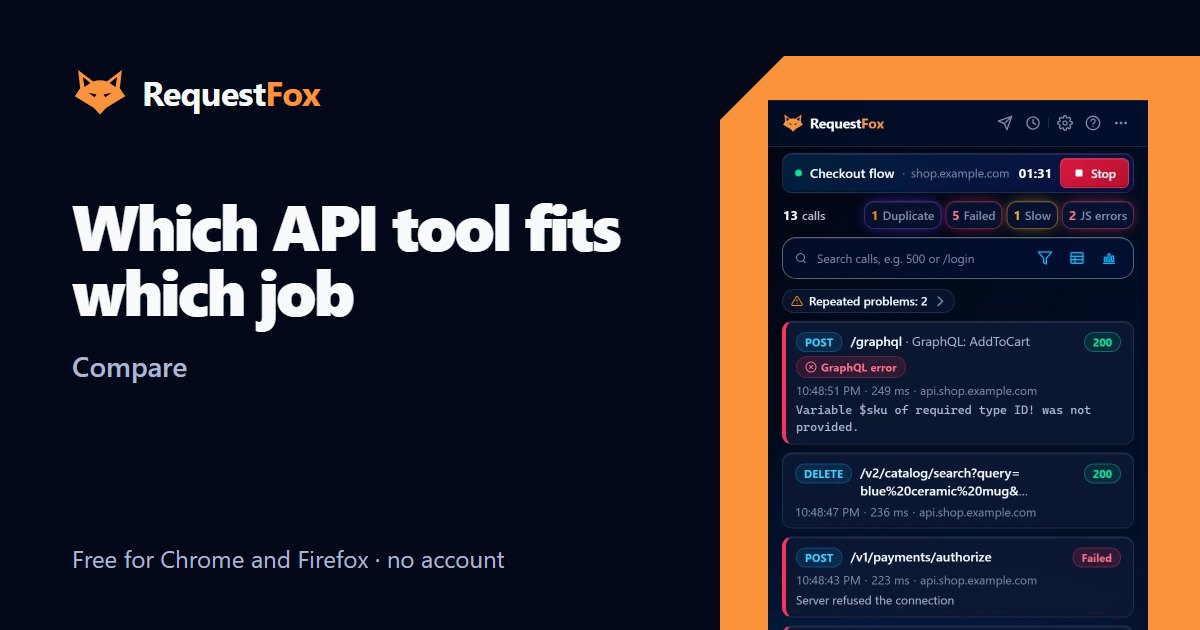 RequestFox
Which API tool fits
which job
Compare
Free for Chrome and Firefox · no account
RequestFox
Checkout flow · shop.example.com 01:31 Stop
13 calls 1 Duplicate 5 Failed 1 Slow 2 JS errors
Search calls, e.g. 500 or /login
Repeated problems: 2
POST /graphql · GraphQL: AddToCart 200
GraphQL error
10:48:51 PM · 249 ms · api.shop.example.com
Variable $sku of required type ID! was not
provided.
DELETE /v2/catalog/search?query= 200
blue%20ceramic%20mug&…
10:48:47 PM · 236 ms · api.shop.example.com
POST /v1/payments/authorize Failed
10:48:43 PM · 223 ms · api.shop.example.com
Server refused the connection